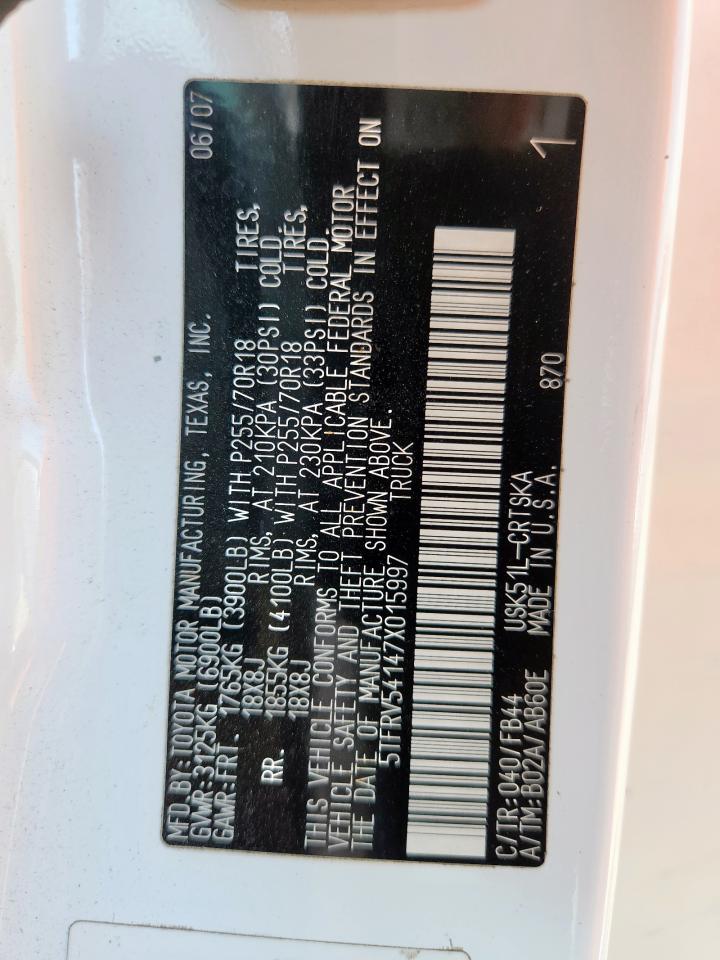 MFD.BY:TOYOTA MOTOR MANUFACTURING, TEXAS, INC. 06/07
GVWR:3125KG(6900LB)
GAWR:FRT. 1765KG (3900LB) WITH P255/70R18 TIRES,
18X8J RIMS, AT 210KPA (30PSI) COLD
RR. 1855KG (4100LB) WITH P255/70R18 TIRES,
18X8J RIMS, AT 230KPA (33PSI) COLD.
THIS VEHICLE CONFORMS TO ALL APPLICABLE FEDERAL MOTOR
VEHICLE SAFETY AND THEFT PREVENTION STANDARDS IN EFFECT ON
THE DATE OF MANUFACTURE SHOWN ABOVE.
5TFRV54147X015997 TRUCK
C/TR:040/FB44 USK51L-CRTSKA 870 1
A/TM:B02A/AB60E MADE IN U.S.A.